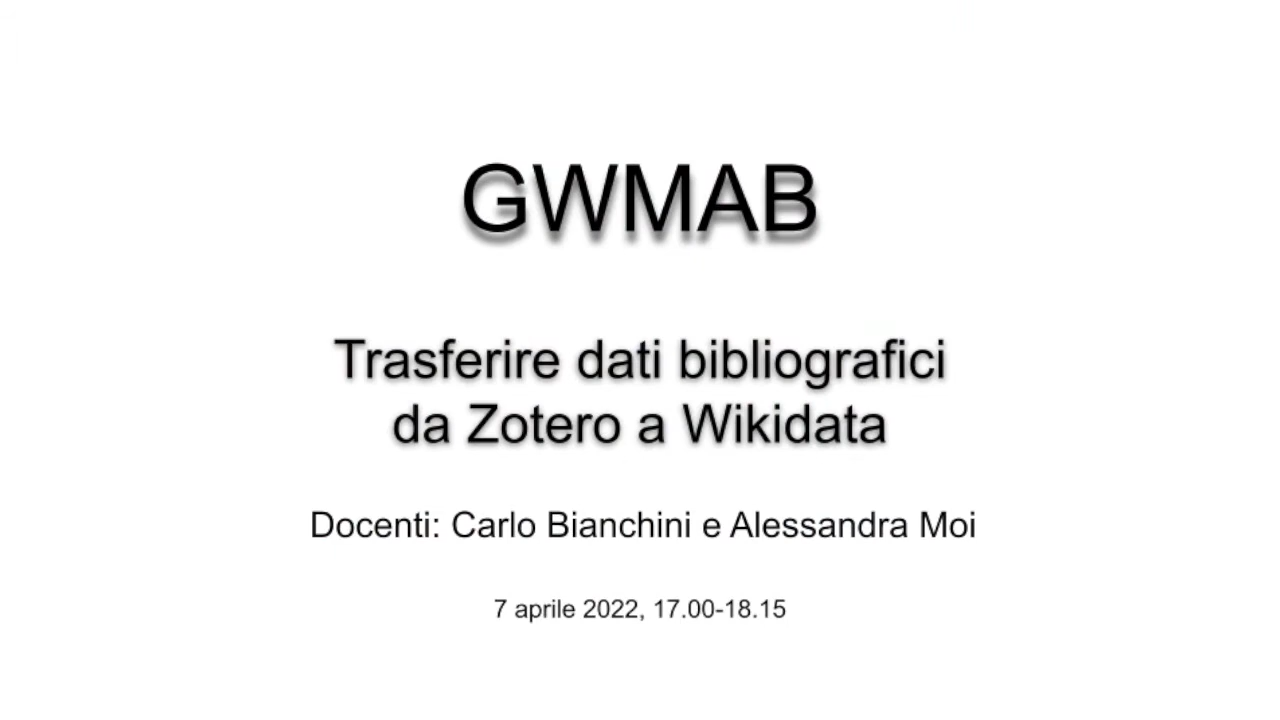 GWMAB
Trasferire dati bibliografici
da Zotero a Wikidata
Docenti: Carlo Bianchini e Alessandra Moi
7 aprile 2022, 17.00-18.15